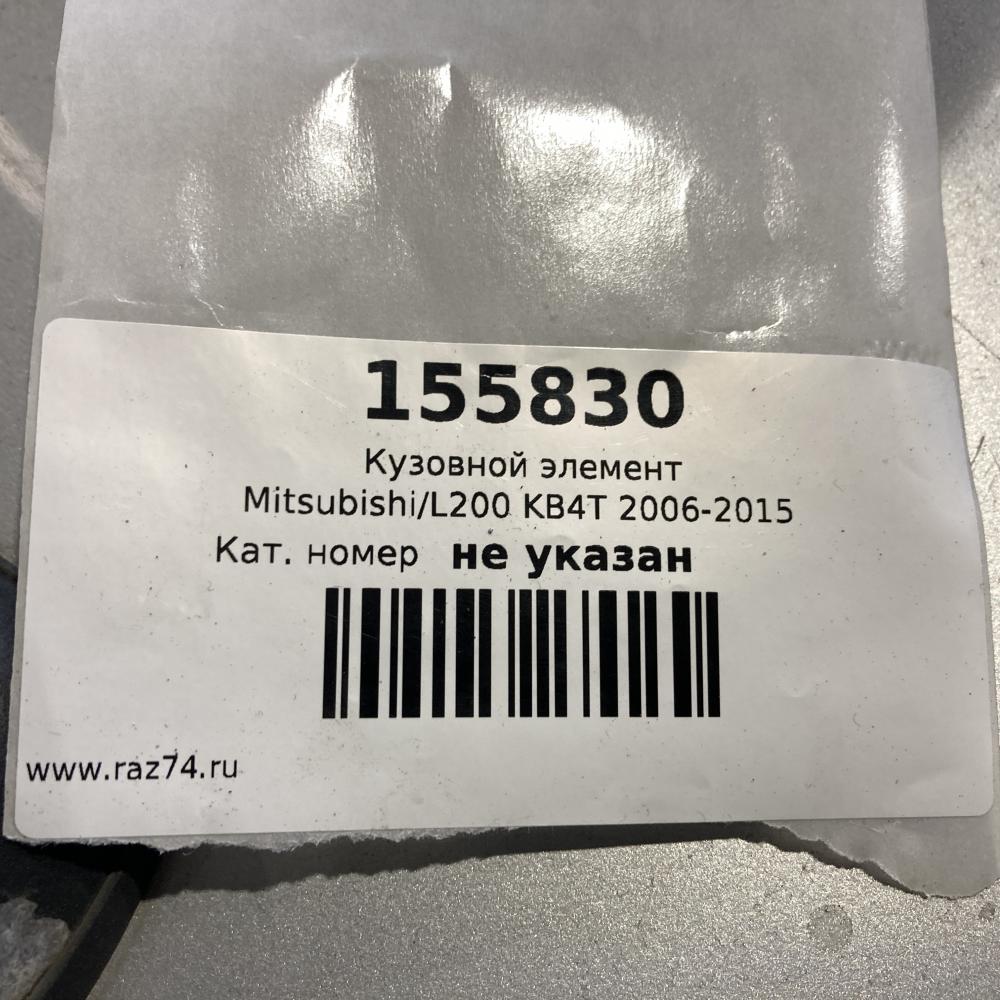 155830
Кузовной элемент
Mitsubishi/L200 KB4T 2006-2015
Кат. номер не указан
www.raz74.ru